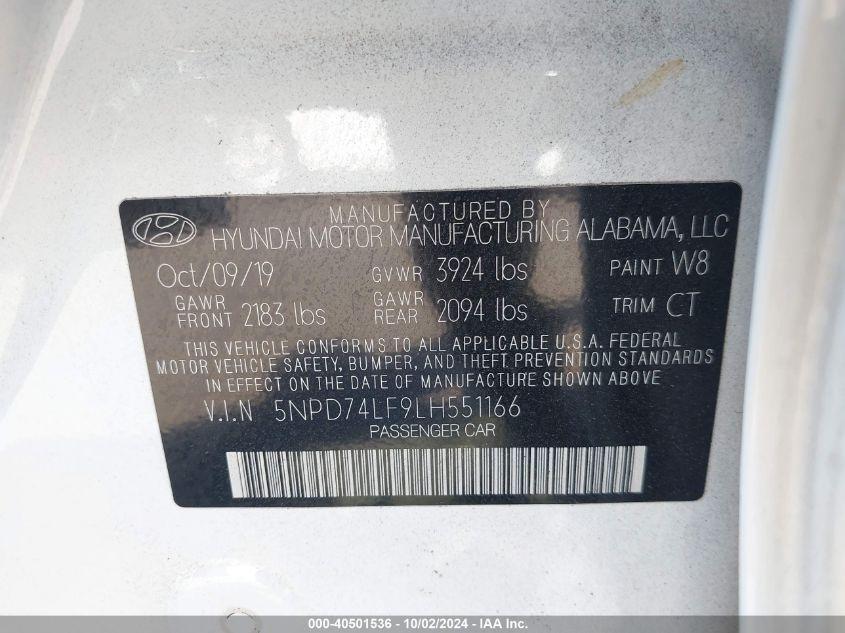 MANUFACTURED BY
HYUNDAI MOTOR MANUFACTURING ALABAMA, LLC
Oct/09/19 GVWR 3924 lbs PAINT W8
GAWR FRONT 2183 lbs GAWR REAR 2094 lbs TRIM CT
THIS VEHICLE CONFORMS TO ALL APPLICABLE U.S.A. FEDERAL
MOTOR VEHICLE SAFETY, BUMPER, AND THEFT PREVENTION STANDARDS
IN EFFECT ON THE DATE OF MANUFACTURE SHOWN ABOVE
V.I.N 5NPD74LF9LH551166
PASSENGER CAR
000-40501536 - 10/02/2024 - IAA Inc.